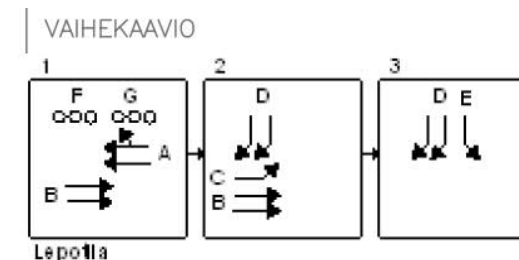 VAIHEKAAVIO
1 2 3
F G D D E
A
C
B B
Lepotila